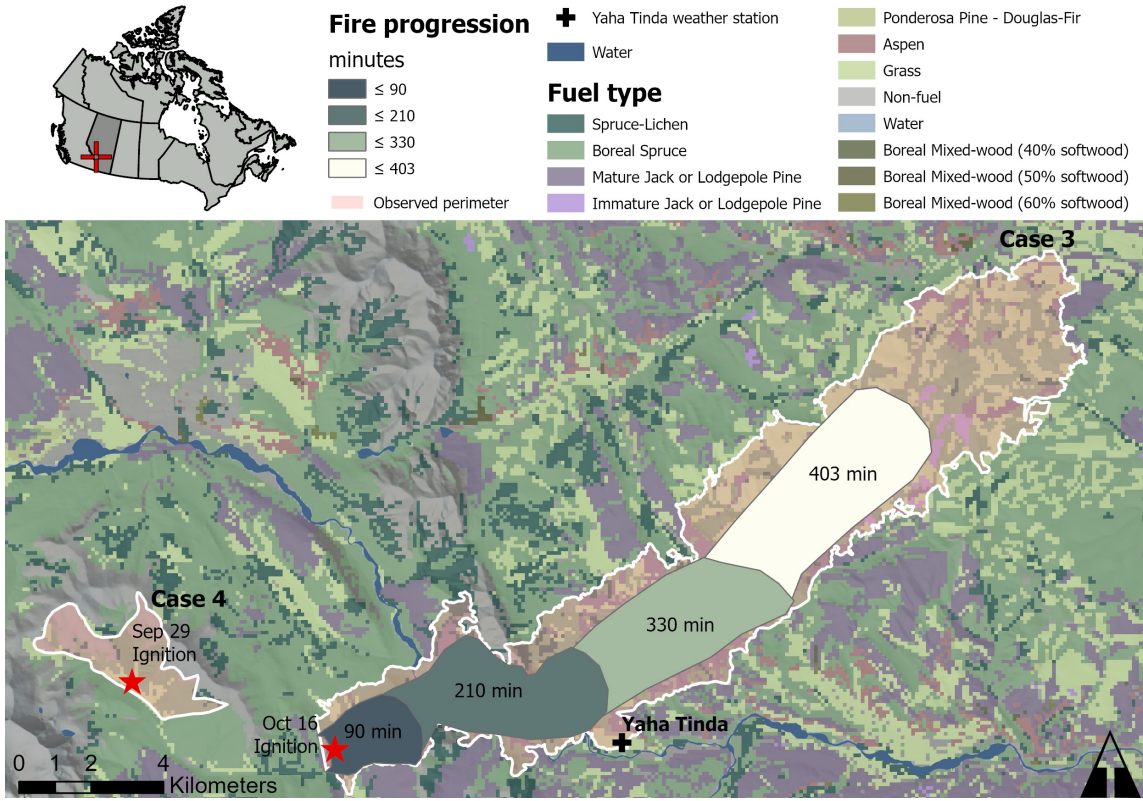 Fire progression
minutes
≤ 90
≤ 210
≤ 330
≤ 403
Observed perimeter
Yaha Tinda weather station
Water
Fuel type
Spruce-Lichen
Boreal Spruce
Mature Jack or Lodgepole Pine
Immature Jack or Lodgepole Pine
Ponderosa Pine - Douglas-Fir
Aspen
Grass
Non-fuel
Water
Boreal Mixed-wood (40% softwood)
Boreal Mixed-wood (50% softwood)
Boreal Mixed-wood (60% softwood)
Case 3
403 min
Case 4
Sep 29
Ignition
330 min
210 min
Oct 16
Ignition
90 min
Yaha Tinda
0 1 2 4
Kilometers